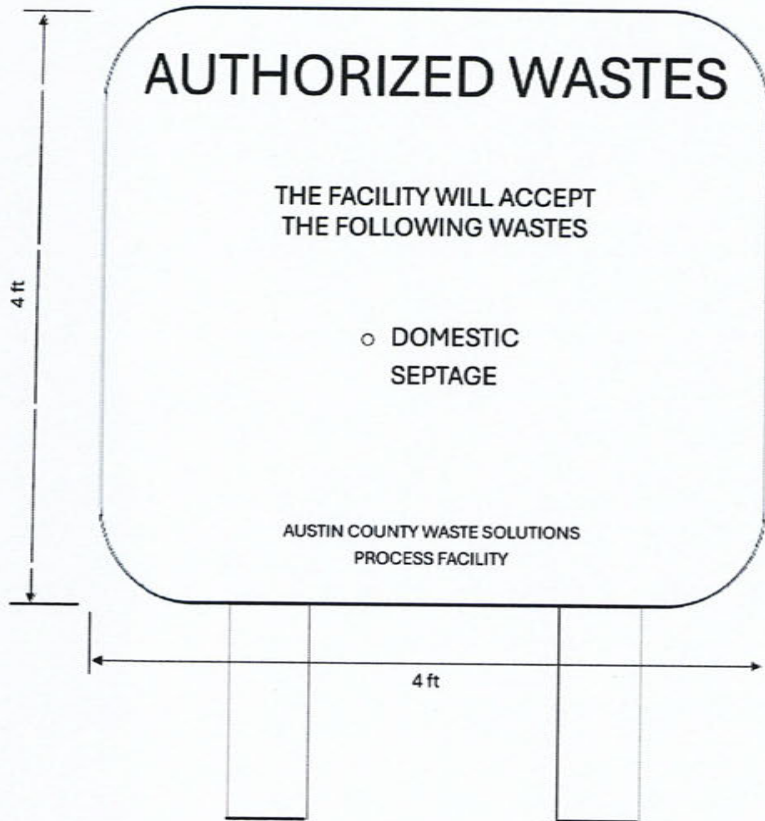 AUTHORIZED WASTES
THE FACILITY WILL ACCEPT
THE FOLLOWING WASTES
4 ft
○ DOMESTIC
SEPTAGE
AUSTIN COUNTY WASTE SOLUTIONS
PROCESS FACILITY
4 ft